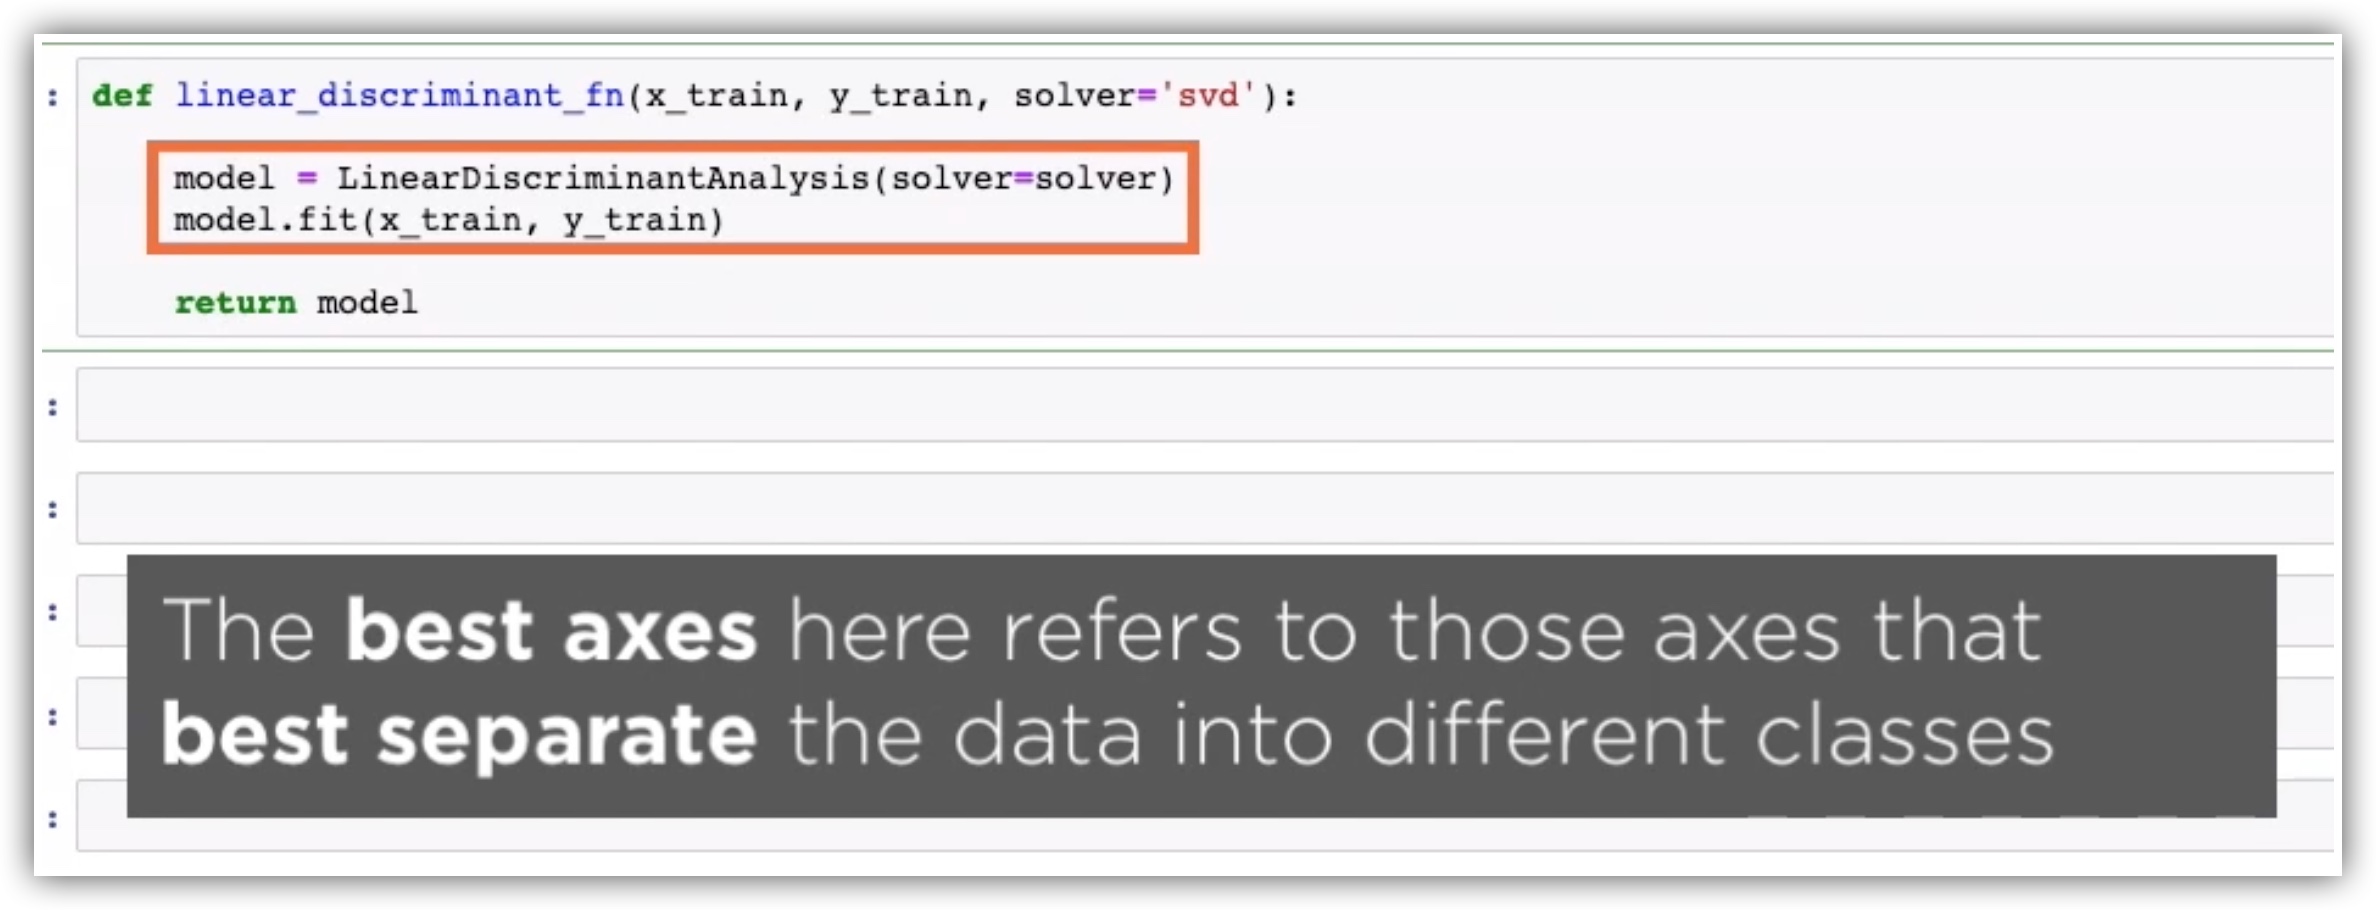 : def linear_discriminant_fn(x_train, y_train, solver='svd'):
model = LinearDiscriminantAnalysis(solver=solver)
model.fit(x_train, y_train)
return model
:
:
:
:
:
The best axes here refers to those axes that
best separate the data into different classes